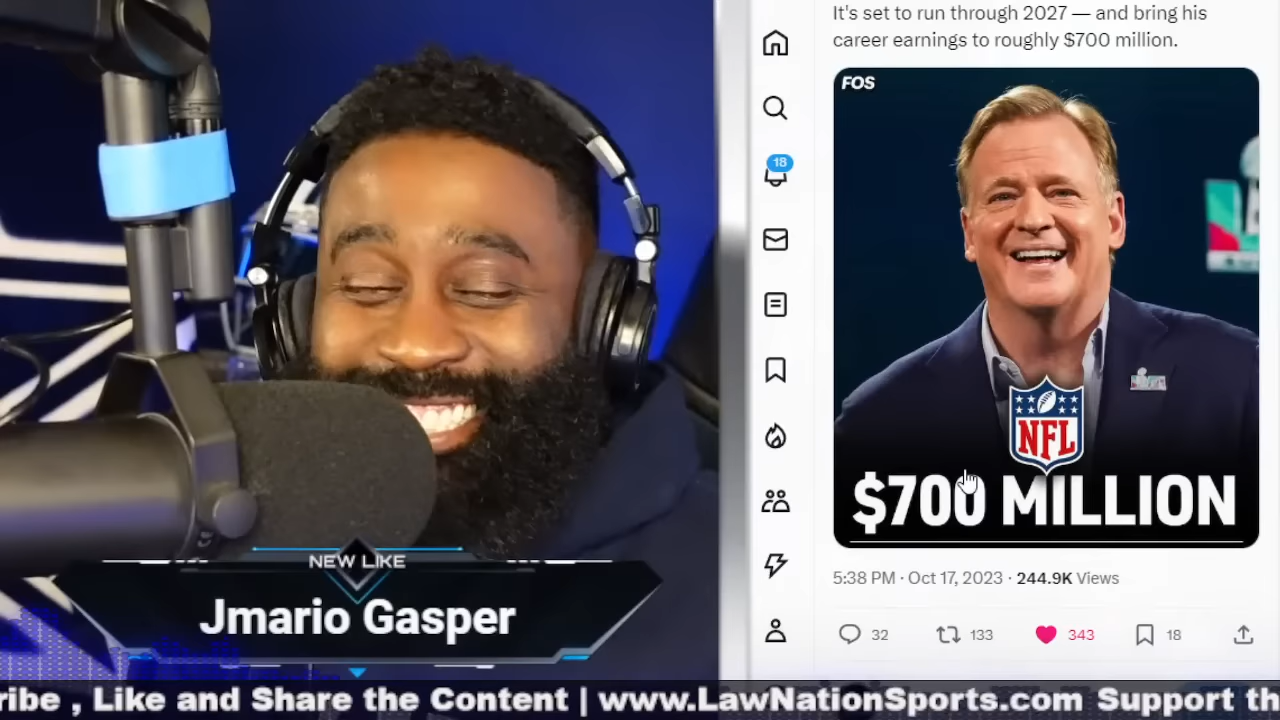 It's set to run through 2027 — and bring his
career earnings to roughly $700 million.
FOS
18
NFL
$700 MILLION
5:38 PM · Oct 17, 2023 · 244.9K Views
32
133
343
18
NEW LIKE
Jmario Gasper
ribe , Like and Share the Content | www.LawNationSports.com Support th